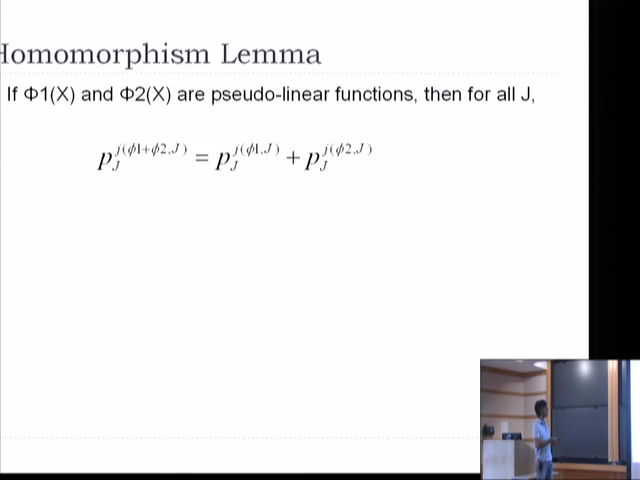 Homomorphism Lemma
If Φ1(X) and Φ2(X) are pseudo-linear functions, then for all J,
p_J^{j(ϕ1+ϕ2,J)} = p_J^{j(ϕ1,J)} + p_J^{j(ϕ2,J)}